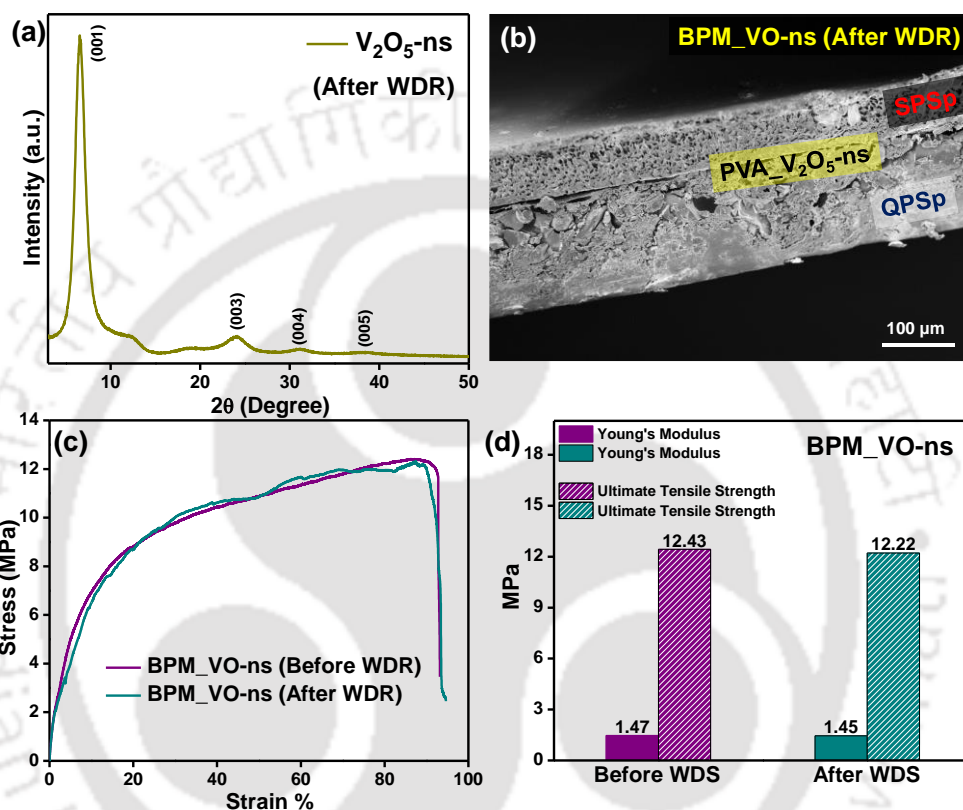 (a)
V₂O₅-ns
(After WDR)
(001)
(003)
(004)
(005)
Intensity (a.u.)
10 20 30 40 50
2θ (Degree)
(b)
BPM_VO-ns (After WDR)
SPSp
PVA_V₂O₅-ns
QPSp
100 µm
(c)
14
12
10
8
6
4
2
0
Stress (MPa)
BPM_VO-ns (Before WDR)
BPM_VO-ns (After WDR)
0 20 40 60 80 100
Strain %
(d)
BPM_VO-ns
Young's Modulus
Young's Modulus
Ultimate Tensile Strength
Ultimate Tensile Strength
18
15
12
9
6
3
0
MPa
1.47
12.43
1.45
12.22
Before WDS After WDS